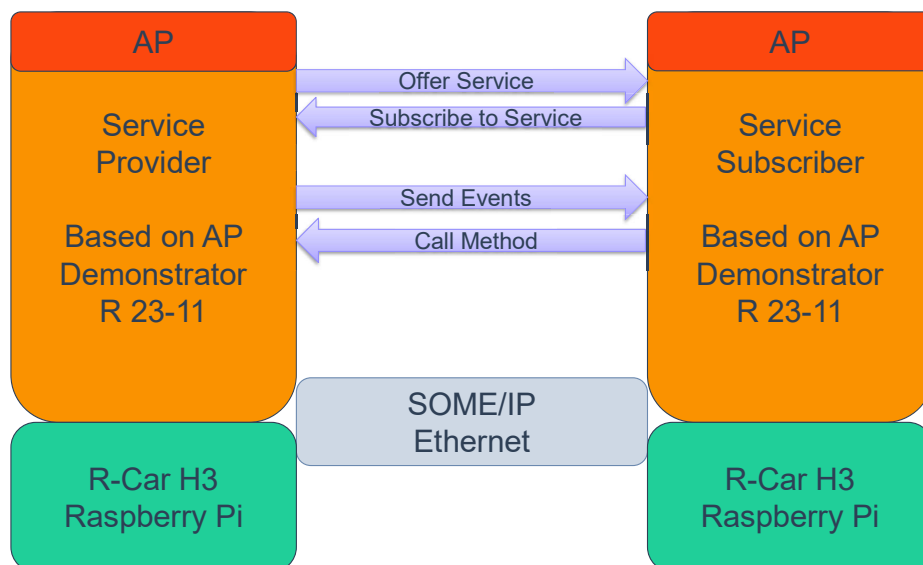 AP
AP
Offer Service
Subscribe to Service
Service
Provider
Service
Subscriber
Send Events
Call Method
Based on AP
Demonstrator
R 23-11
Based on AP
Demonstrator
R 23-11
SOME/IP
Ethernet
R-Car H3
Raspberry Pi
R-Car H3
Raspberry Pi